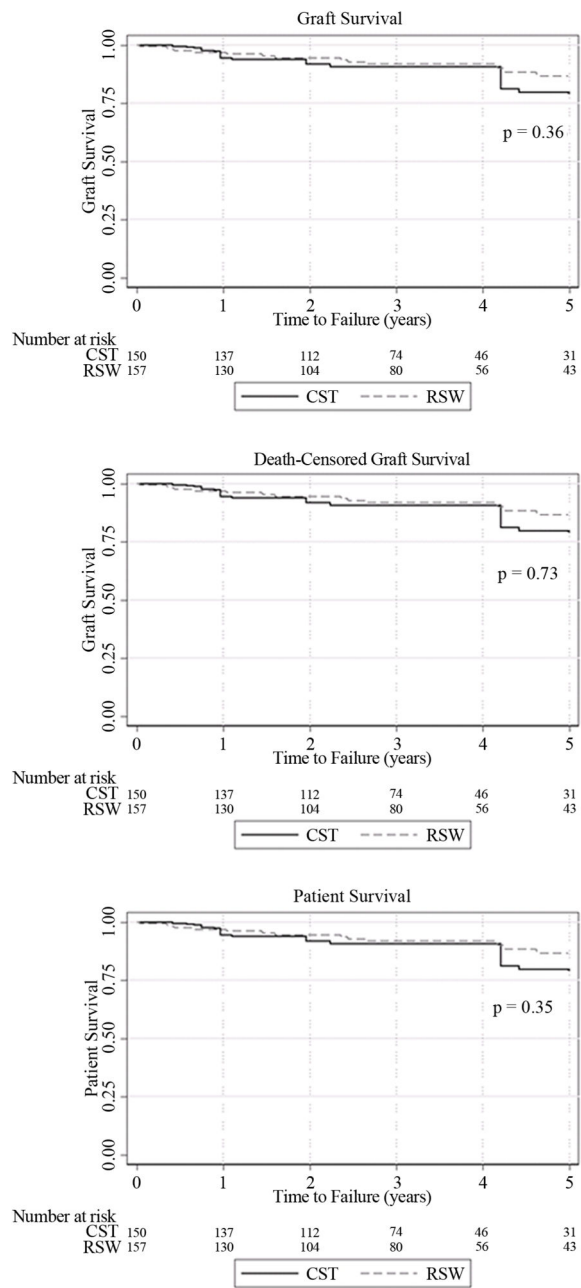 Graft Survival
1.00
0.75
0.50
0.25
0.00
Graft Survival
p = 0.36
0 1 2 3 4 5
Time to Failure (years)
Number at risk
CST 150 137 112 74 46 31
RSW 157 130 104 80 56 43
CST RSW
Death-Censored Graft Survival
1.00
0.75
0.50
0.25
0.00
Graft Survival
p = 0.73
0 1 2 3 4 5
Time to Failure (years)
Number at risk
CST 150 137 112 74 46 31
RSW 157 130 104 80 56 43
CST RSW
Patient Survival
1.00
0.75
0.50
0.25
0.00
Patient Survival
p = 0.35
0 1 2 3 4 5
Time to Failure (years)
Number at risk
CST 150 137 112 74 46 31
RSW 157 130 104 80 56 43
CST RSW